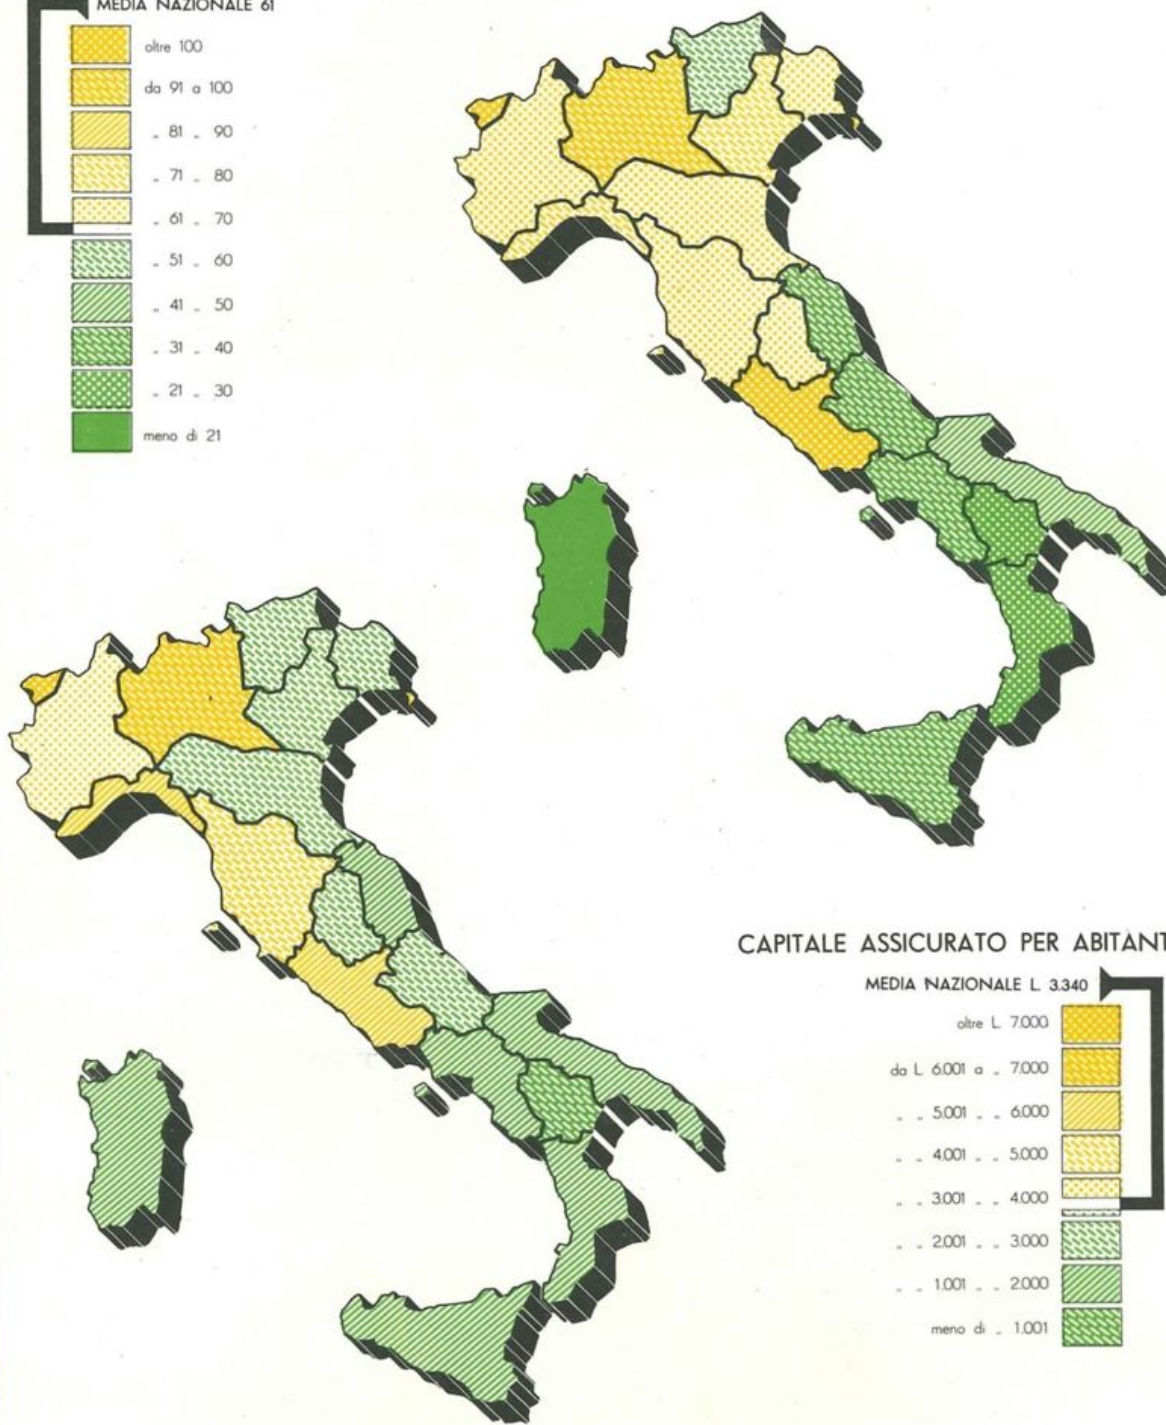 MEDIA NAZIONALE 61
oltre 100
da 91 a 100
„ 81 „ 90
„ 71 „ 80
„ 61 „ 70
„ 51 „ 60
„ 41 „ 50
„ 31 „ 40
„ 21 „ 30
meno di 21
CAPITALE ASSICURATO PER ABITANT
MEDIA NAZIONALE L. 3.340
oltre L. 7.000
da L. 6.001 a „ 7.000
„ „ 5.001 „ „ 6.000
„ „ 4.001 „ „ 5.000
„ „ 3.001 „ „ 4.000
„ „ 2.001 „ „ 3.000
„ „ 1.001 „ „ 2.000
meno di „ 1.001